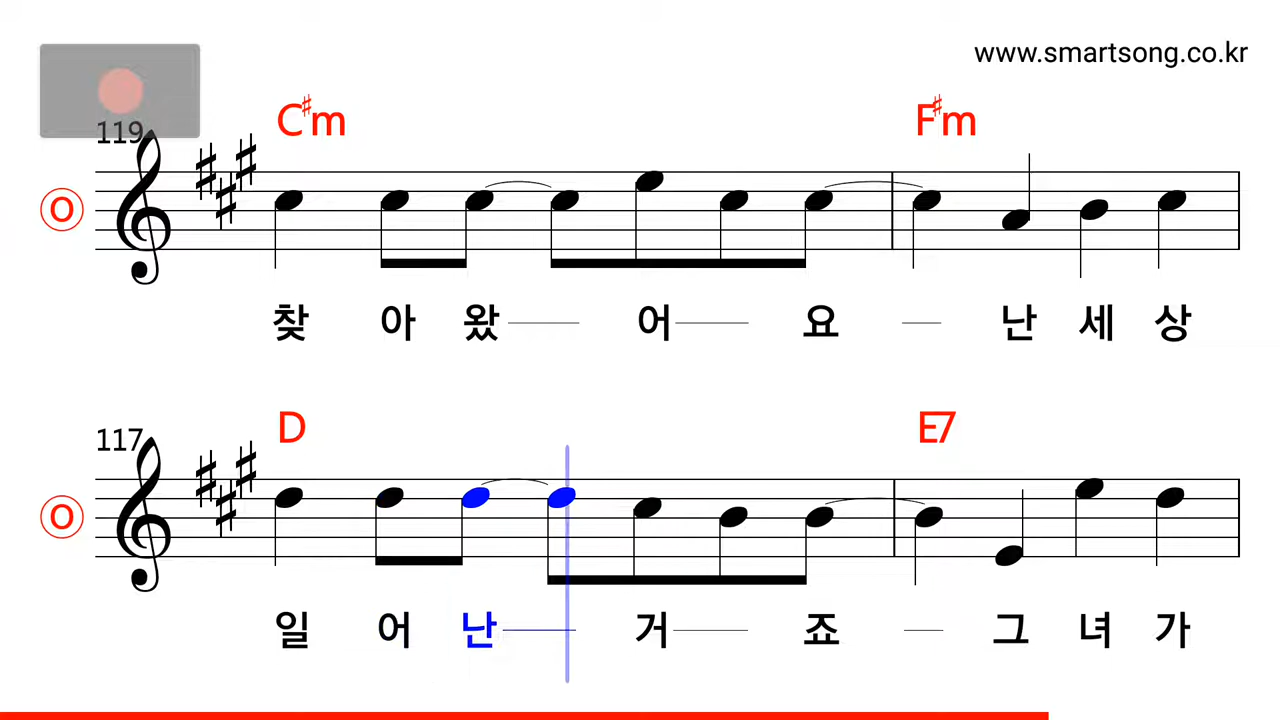 www.smartsong.co.kr
119
C#m F#m
O
찾 아 왔 어 요 난 세 상
117
D E7
O
일 어 난 거 죠 그 녀 가